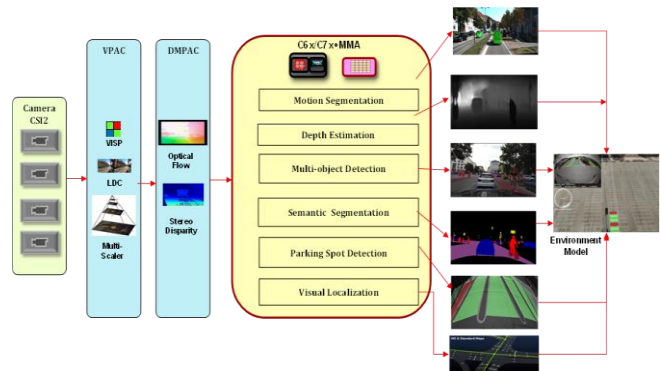 Camera
CSI2
VPAC
VISP
LDC
Multi-
Scaler
DMPAC
Optical
Flow
Stereo
Disparity
C6x/C7x+MMA
Motion Segmentation
Depth Estimation
Multi-object Detection
Semantic Segmentation
Parking Spot Detection
Visual Localization
Environment
Model